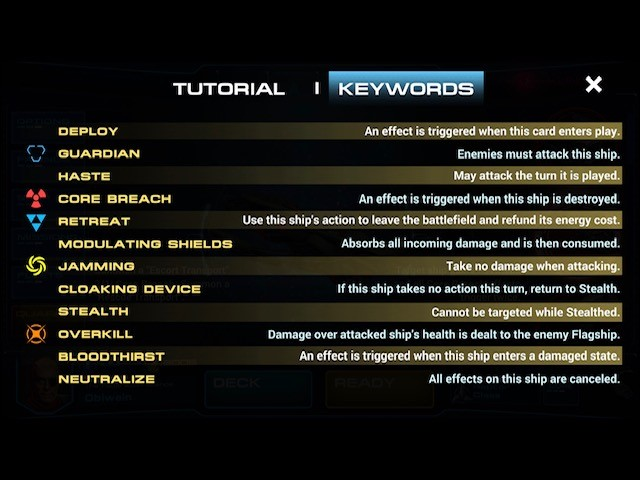 TUTORIAL | KEYWORDS X
DEPLOY An effect is triggered when this card enters play.
GUARDIAN Enemies must attack this ship.
HASTE May attack the turn it is played.
CORE BREACH An effect is triggered when this ship is destroyed.
RETREAT Use this ship's action to leave the battlefield and refund its energy cost.
MODULATING SHIELDS Absorbs all incoming damage and is then consumed.
JAMMING Take no damage when attacking.
CLOAKING DEVICE If this ship takes no action this turn, return to Stealth.
STEALTH Cannot be targeted while Stealthed.
OVERKILL Damage over attacked ship's health is dealt to the enemy Flagship.
BLOODTHIRST An effect is triggered when this ship enters a damaged state.
NEUTRALIZE All effects on this ship are canceled.
DECK READY